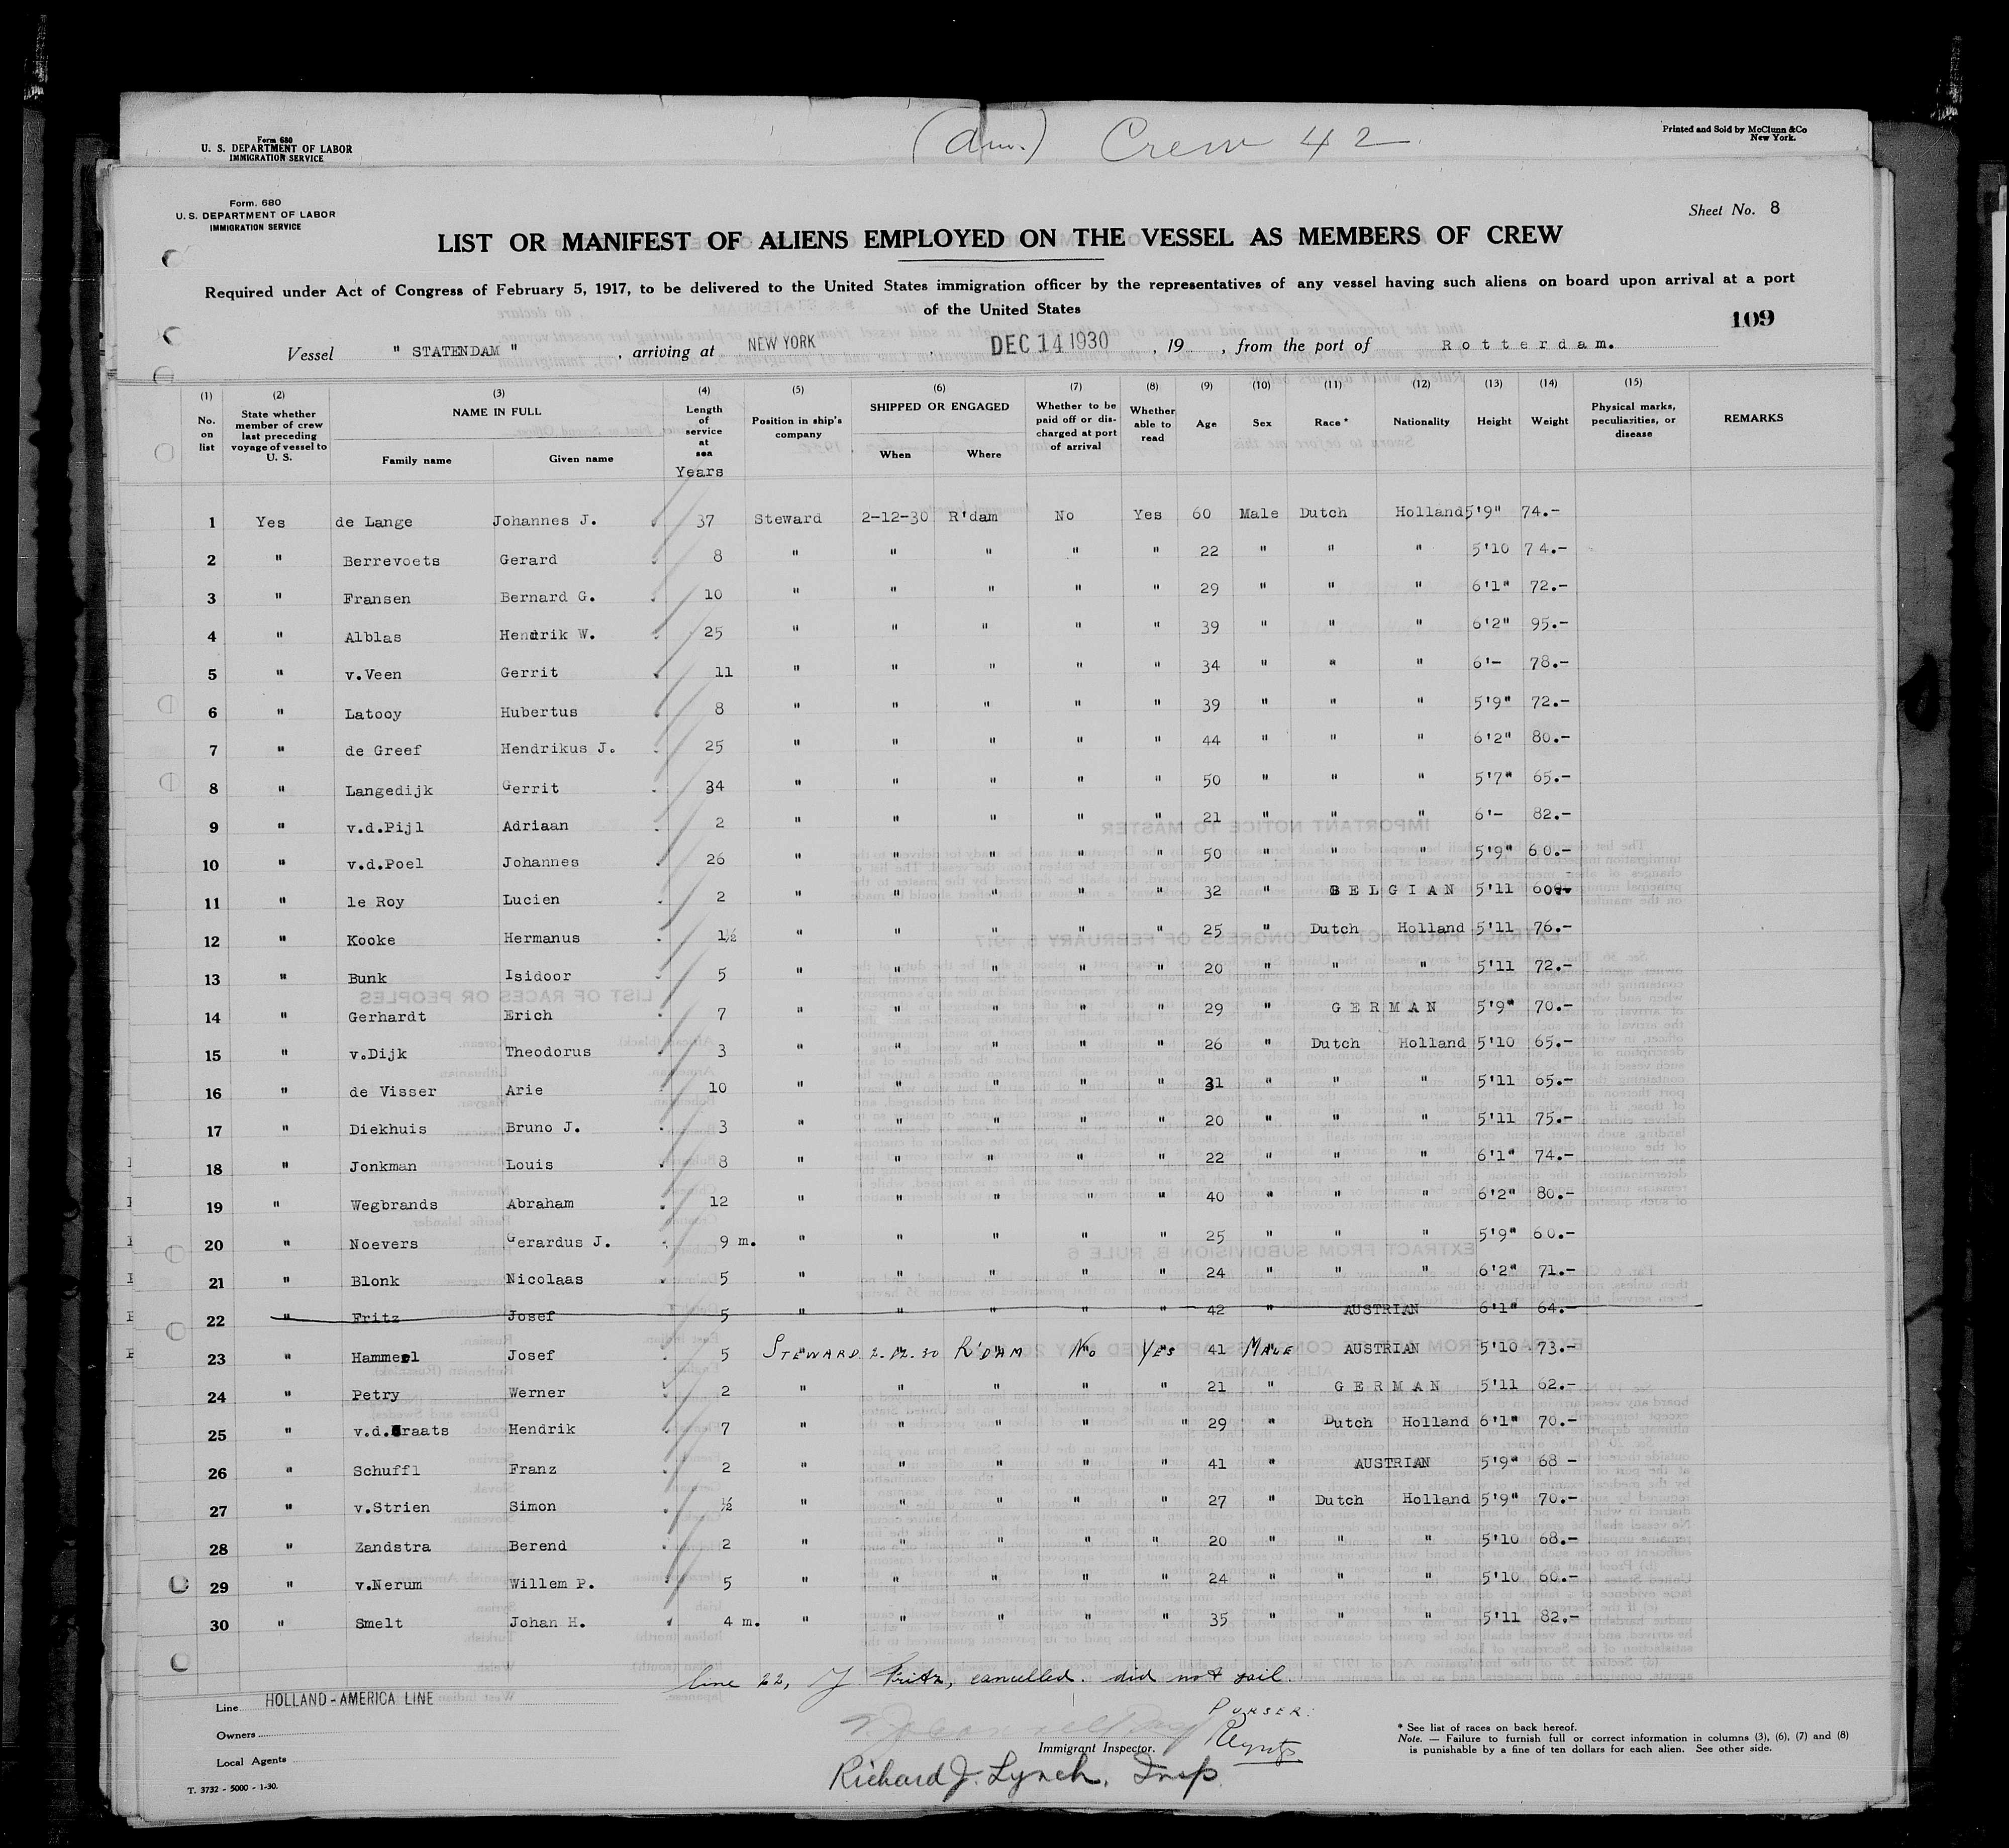 Form 680
U. S. DEPARTMENT OF LABOR
IMMIGRATION SERVICE
Crew 42
Printed and Sold by McClunn & Co
New York.
Form. 680
U. S. DEPARTMENT OF LABOR
IMMIGRATION SERVICE
Sheet No. 8
LIST OR MANIFEST OF ALIENS EMPLOYED ON THE VESSEL AS MEMBERS OF CREW
Required under Act of Congress of February 5, 1917, to be delivered to the United States immigration officer by the representatives of any vessel having such aliens on board upon arrival at a port
of the United States
109
Vessel " STATENDAM " , arriving at NEW YORK , DEC 14 1930 , 19 , from the port of Rotterdam.
(1) No. on list (2) State whether member of crew last preceding voyage of vessel to U. S. (3) NAME IN FULL Family name Given name (4) Length of service at sea Years (5) Position in ship's company (6) SHIPPED OR ENGAGED When Where (7) Whether to be paid off or discharged at port of arrival (8) Whether able to read (9) Age (10) Sex (11) Race * (12) Nationality (13) Height (14) Weight (15) Physical marks, peculiarities, or disease REMARKS
1 Yes de Lange Johannes J. 37 Steward 2-12-30 R'dam No Yes 60 Male Dutch Holland 5'9" 74.-
2 " Berrevoets Gerard 8 " " " " " 22 " " " 5'10 74.-
3 " Fransen Bernard G. 10 " " " " " 29 " " " 6'1" 72.-
4 " Alblas Hendrik W. 25 " " " " " 39 " " " 6'2" 95.-
5 " v.Veen Gerrit 11 " " " " " 34 " " " 6'- 78.-
6 " Latooy Hubertus 8 " " " " " 39 " " " 5'9" 72.-
7 " de Greef Hendrikus J. 25 " " " " " 44 " " " 6'2" 80.-
8 " Langedijk Gerrit 34 " " " " " 50 " " " 5'7" 65.-
9 " v.d.Pijl Adriaan 2 " " " " " 21 " " " 6'- 82.-
10 " v.d.Poel Johannes 26 " " " " " 50 " " " 5'9" 60.-
11 " le Roy Lucien 2 " " " " " 32 " BELGIAN 5'11 60.-
12 " Kooke Hermanus 1½ " " " " " 25 " Dutch Holland 5'11 76.-
13 " Bunk Isidoor 5 " " " " " 20 " " " 5'11 72.-
14 " Gerhardt Erich 7 " " " " " 29 " GERMAN 5'9" 70.-
15 " v.Dijk Theodorus 3 " " " " " 26 " Dutch Holland 5'10 65.-
16 " de Visser Arie 10 " " " " " 31 " " " 5'11 65.-
17 " Diekhuis Bruno J. 3 " " " " " 20 " " " 5'11 75.-
18 " Jonkman Louis 8 " " " " " 22 " " " 6'1" 74.-
19 " Wegbrands Abraham 12 " " " " " 40 " " " 6'2" 80.-
20 " Noevers Gerardus J. 9 m. " " " " " 25 " " " 5'9" 60.-
21 " Blonk Nicolaas 5 " " " " " 24 " " " 6'2" 71.-
22 " Fritz Josef 5 " " " " " 42 " AUSTRIAN 6'1" 64.-
23 " Hammerl Josef 5 STEWARD 2-12-30 R'DAM No YES 41 MALE AUSTRIAN 5'10 73.-
24 " Petry Werner 2 " " " " " 21 " GERMAN 5'11 62.-
25 " v.d.Graats Hendrik 7 " " " " " 29 " Dutch Holland 6'1" 70.-
26 " Schuffl Franz 2 " " " " " 41 " AUSTRIAN 5'9" 68 -
27 " v.Strien Simon ½ " " " " " 27 " Dutch Holland 5'9" 70.-
28 " Zandstra Berend 2 " " " " " 20 " " " 5'10 68.-
29 " v.Nerum Willem P. 5 " " " " " 24 " " " 5'10 60.-
30 " Smelt Johan H. 4 m. " " " " " 35 " " " 5'11 82.-
line 22, J Fritz, cancelled. did not sail.
Line HOLLAND-AMERICA LINE
PURSER:
Owners
Immigrant Inspector.
Local Agents
Richard J. Lynch, Insp.
* See list of races on back hereof.
Note. — Failure to furnish full or correct information in columns (3), (6), (7) and (8)
is punishable by a fine of ten dollars for each alien. See other side.
T. 3732 - 5000 - 1-30.